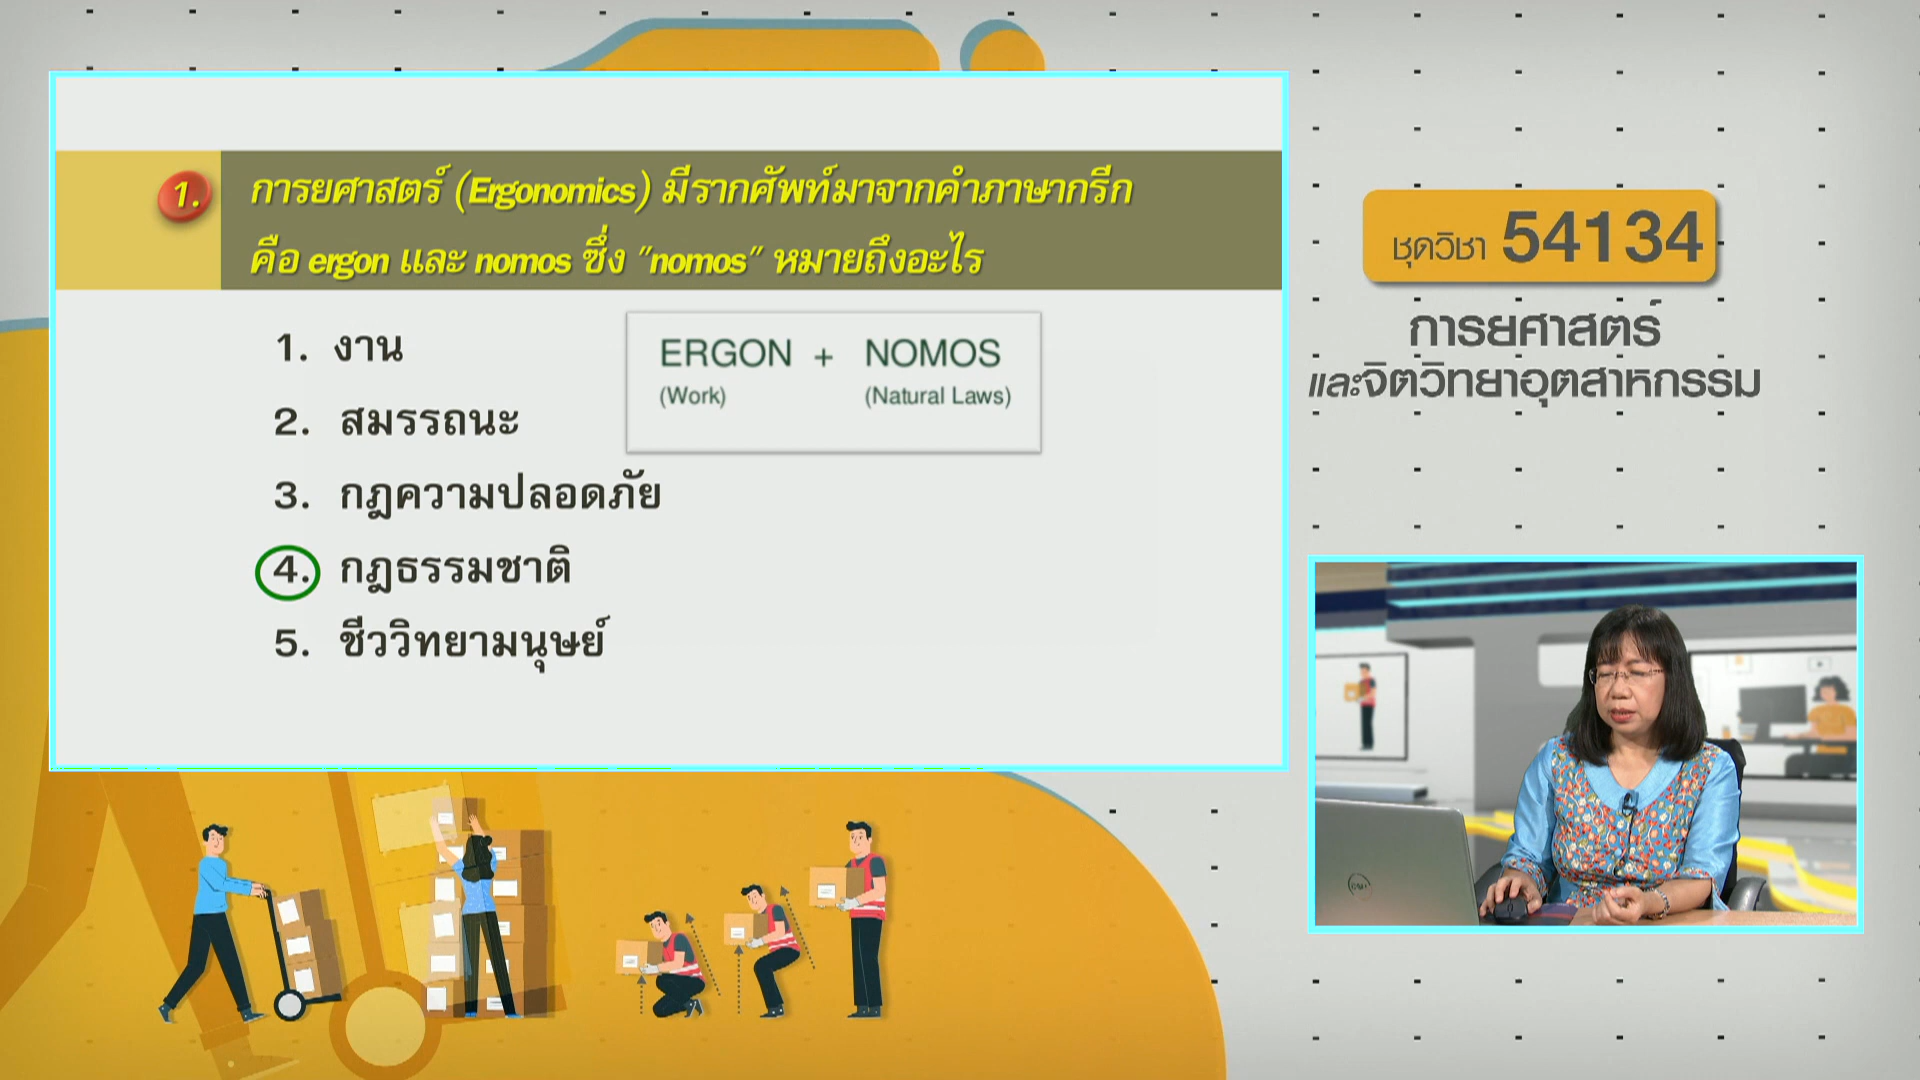 1. การยศาสตร์ (Ergonomics) มีรากศัพท์มาจากคำภาษากรีก
คือ ergon และ nomos ซึ่ง "nomos" หมายถึงอะไร
1. งาน
2. สมรรถนะ
3. กฎความปลอดภัย
4. กฎธรรมชาติ
5. ชีววิทยามนุษย์
ERGON + NOMOS
(Work) (Natural Laws)
ชุดวิชา 54134
การยศาสตร์
และจิตวิทยาอุตสาหกรรม
DELL